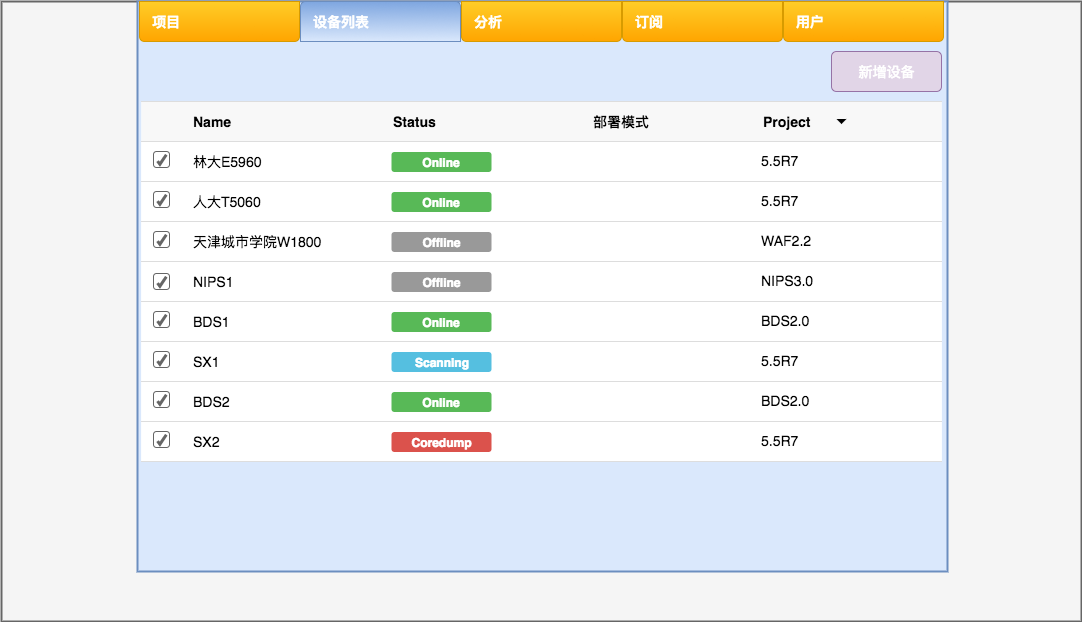 项目 设备列表 分析 订阅 用户
新增设备
Name Status 部署模式 Project
林大E5960 Online 5.5R7
人大T5060 Online 5.5R7
天津城市学院W1800 Offline WAF2.2
NIPS1 Offline NIPS3.0
BDS1 Online BDS2.0
SX1 Scanning 5.5R7
BDS2 Online BDS2.0
SX2 Coredump 5.5R7